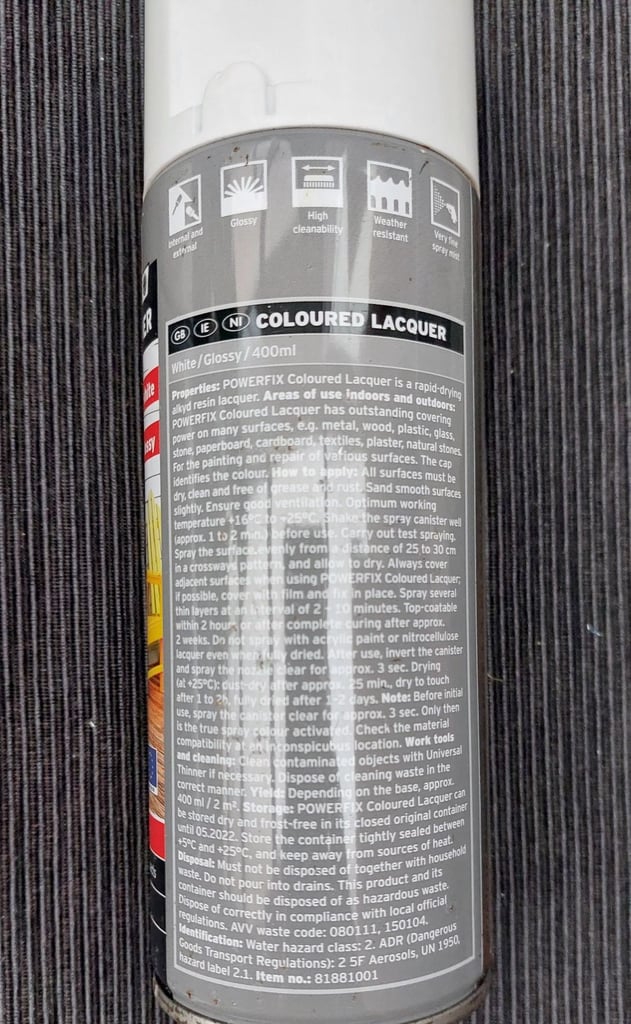 Internal and
external
Glossy
High
cleanability
Weather
resistant
Very fine
spray mist
ER
GB IE NI COLOURED LACQUER
White / Glossy / 400ml
Properties: POWERFIX Coloured Lacquer is a rapid-drying
alkyd resin lacquer. Areas of use indoors and outdoors:
POWERFIX Coloured Lacquer has outstanding covering
power on many surfaces, e.g. metal, wood, plastic, glass,
stone, paperboard, cardboard, textiles, plaster, natural stones.
For the painting and repair of various surfaces. The cap
identifies the colour. How to apply: All surfaces must be
dry, clean and free of grease and rust. Sand smooth surfaces
slightly. Ensure good ventilation. Optimum working
temperature +16°C to +25°C. Shake the spray canister well
(approx. 1 to 2 min.) before use. Carry out test spraying.
Spray the surface evenly from a distance of 25 to 30 cm
in a crossways pattern, and allow to dry. Always cover
adjacent surfaces when using POWERFIX Coloured Lacquer;
if possible, cover with film and fix in place. Spray several
thin layers at an interval of 2 - 10 minutes. Top-coatable
within 2 hours or after complete curing after approx.
2 weeks. Do not spray with acrylic paint or nitrocellulose
lacquer even when fully dried. After use, invert the canister
and spray the nozzle clear for approx. 3 sec. Drying
(at +25°C): dust-dry after approx. 25 min., dry to touch
after 1 to 2h, fully dried after 1-2 days. Note: Before initial
use, spray the canister clear for approx. 3 sec. Only then
is the true spray colour activated. Check the material
compatibility at an inconspicuous location. Work tools
and cleaning: Clean contaminated objects with Universal
Thinner if necessary. Dispose of cleaning waste in the
correct manner. Yield: Depending on the base, approx.
400 ml / 2 m². Storage: POWERFIX Coloured Lacquer can
be stored dry and frost-free in its closed original container
until 05.2022. Store the container tightly sealed between
+5°C and +25°C, and keep away from sources of heat.
Disposal: Must not be disposed of together with household
waste. Do not pour into drains. This product and its
container should be disposed of as hazardous waste.
Dispose of correctly in compliance with local official
regulations. AVV waste code: 080111, 150104.
Identification: Water hazard class: 2. ADR (Dangerous
Goods Transport Regulations): 2 5F Aerosols, UN 1950,
hazard label 2.1. Item no.: 81881001